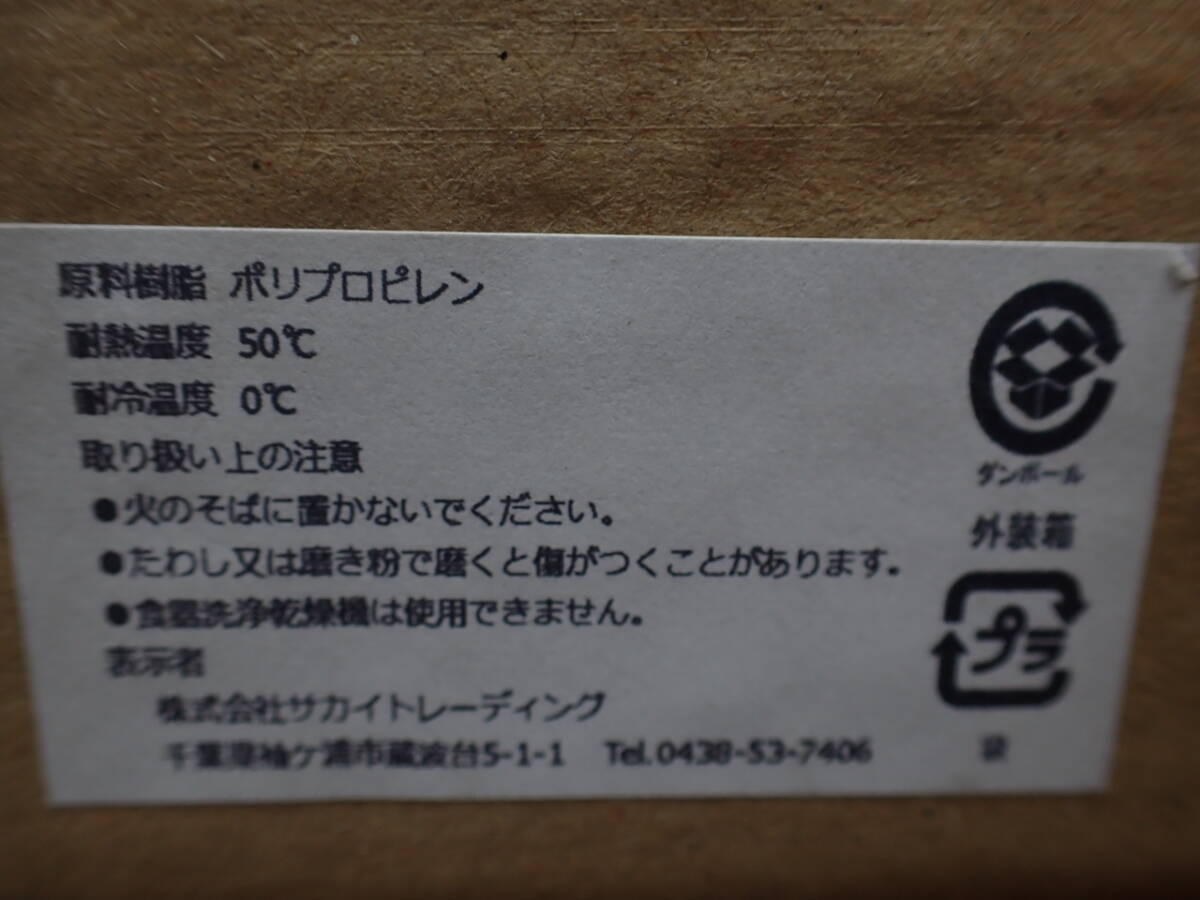 原料樹脂 ポリプロピレン
耐熱温度 50℃
耐冷温度 0℃
取り扱い上の注意
●火のそばに置かないでください。
●たわし又は磨き粉で磨くと傷がつくことがあります。
●食器洗浄乾燥機は使用できません。
表示者
株式会社サカイトレーディング
千葉県袖ケ浦市蔵波台5-1-1 Tel.0438-53-7406
ダンボール
外装箱
プラ
袋